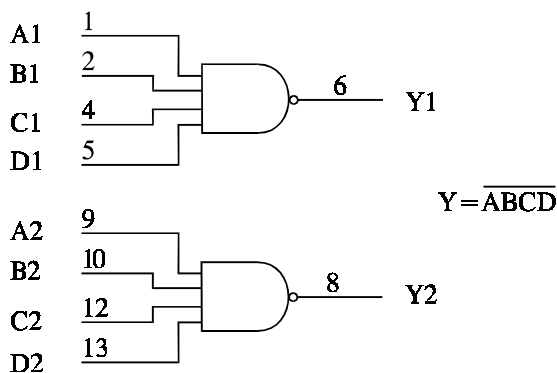 A1 1
B1 2
6 Y1
C1 4
D1 5
Y = \overline{ABCD}
A2 9
B2 10
8 Y2
C2 12
D2 13